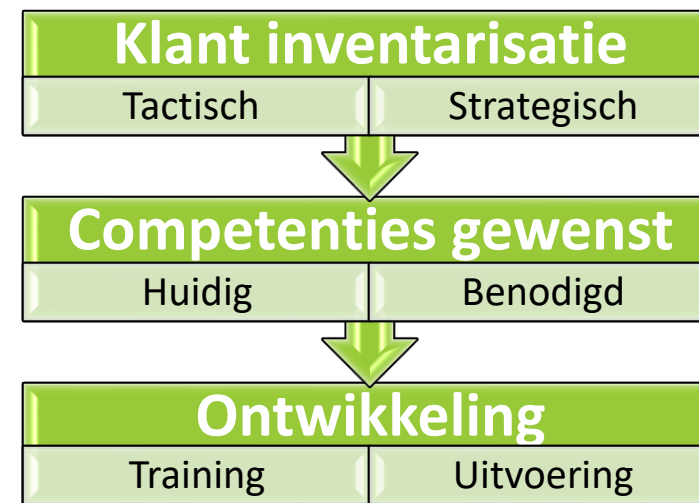 Klant inventarisatie
Tactisch Strategisch
Competenties gewenst
Huidig Benodigd
Ontwikkeling
Training Uitvoering